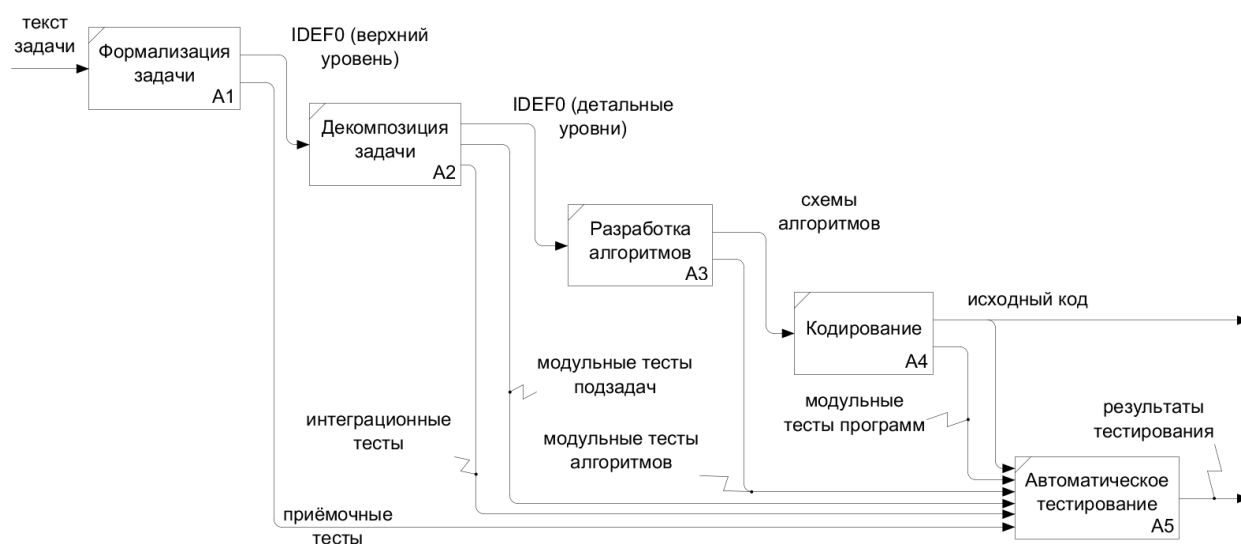 текст
задачи
Формализация
задачи
A1
IDEF0 (верхний
уровень)
Декомпозиция
задачи
A2
IDEF0 (детальные
уровни)
Разработка
алгоритмов
A3
схемы
алгоритмов
Кодирование
A4
исходный код
модульные тесты
подзадач
интеграционные
тесты
модульные тесты
алгоритмов
модульные
тесты программ
результаты
тестирования
Автоматическое
тестирование
A5
приёмочные
тесты